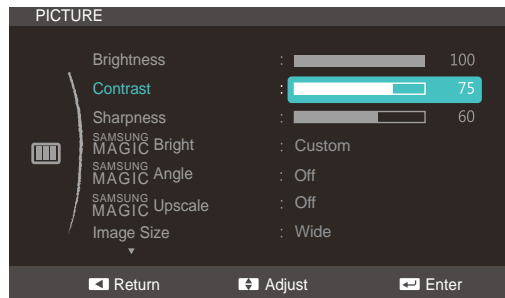 PICTURE
Brightness : 100
Contrast : 75
Sharpness : 60
SAMSUNG MAGIC Bright : Custom
SAMSUNG MAGIC Angle : Off
SAMSUNG MAGIC Upscale : Off
Image Size : Wide
Return Adjust Enter